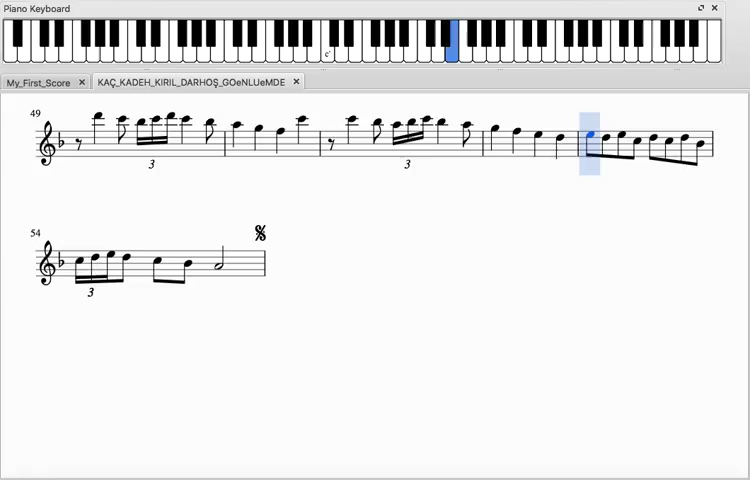 Piano Keyboard
c'
My_First_Score
KAÇ_KADEH_KIRIL_DARHOŞ_GOeNLUeMDE
49
3
3
54
3